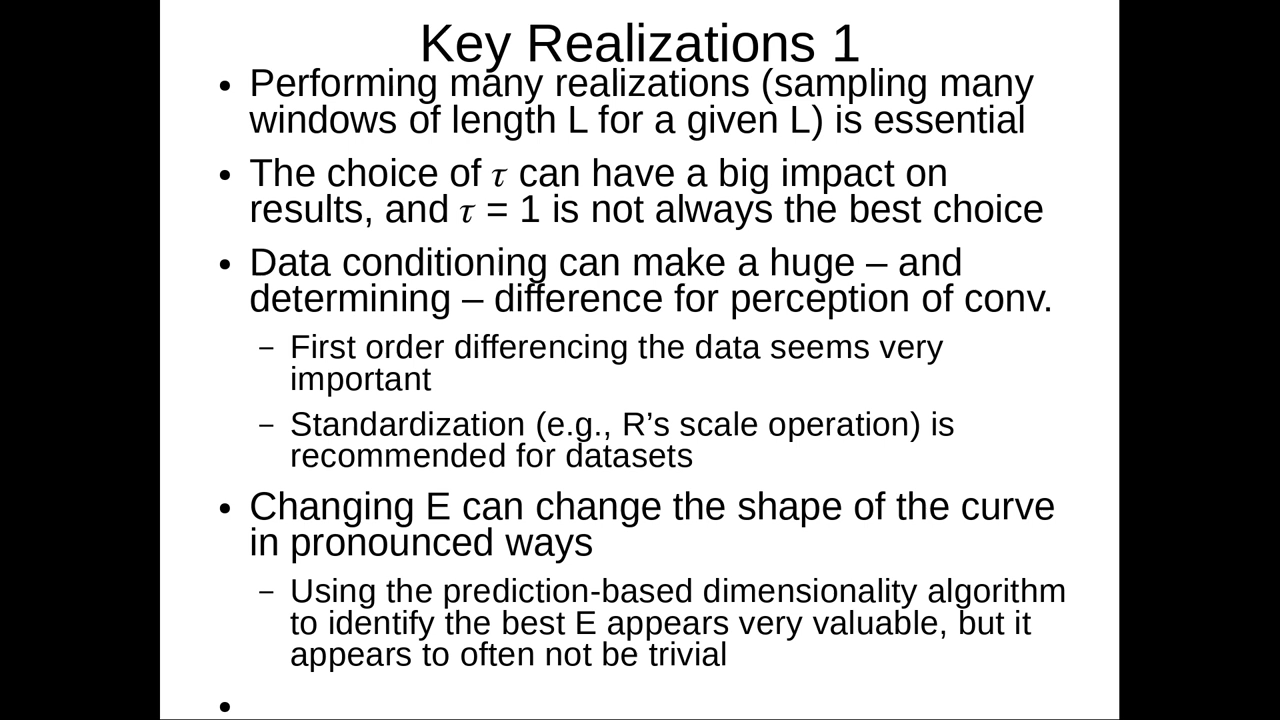 Key Realizations 1
• Performing many realizations (sampling many
windows of length L for a given L) is essential
• The choice of τ can have a big impact on
results, and τ = 1 is not always the best choice
• Data conditioning can make a huge – and
determining – difference for perception of conv.
– First order differencing the data seems very
important
– Standardization (e.g., R’s scale operation) is
recommended for datasets
• Changing E can change the shape of the curve
in pronounced ways
– Using the prediction-based dimensionality algorithm
to identify the best E appears very valuable, but it
appears to often not be trivial
•